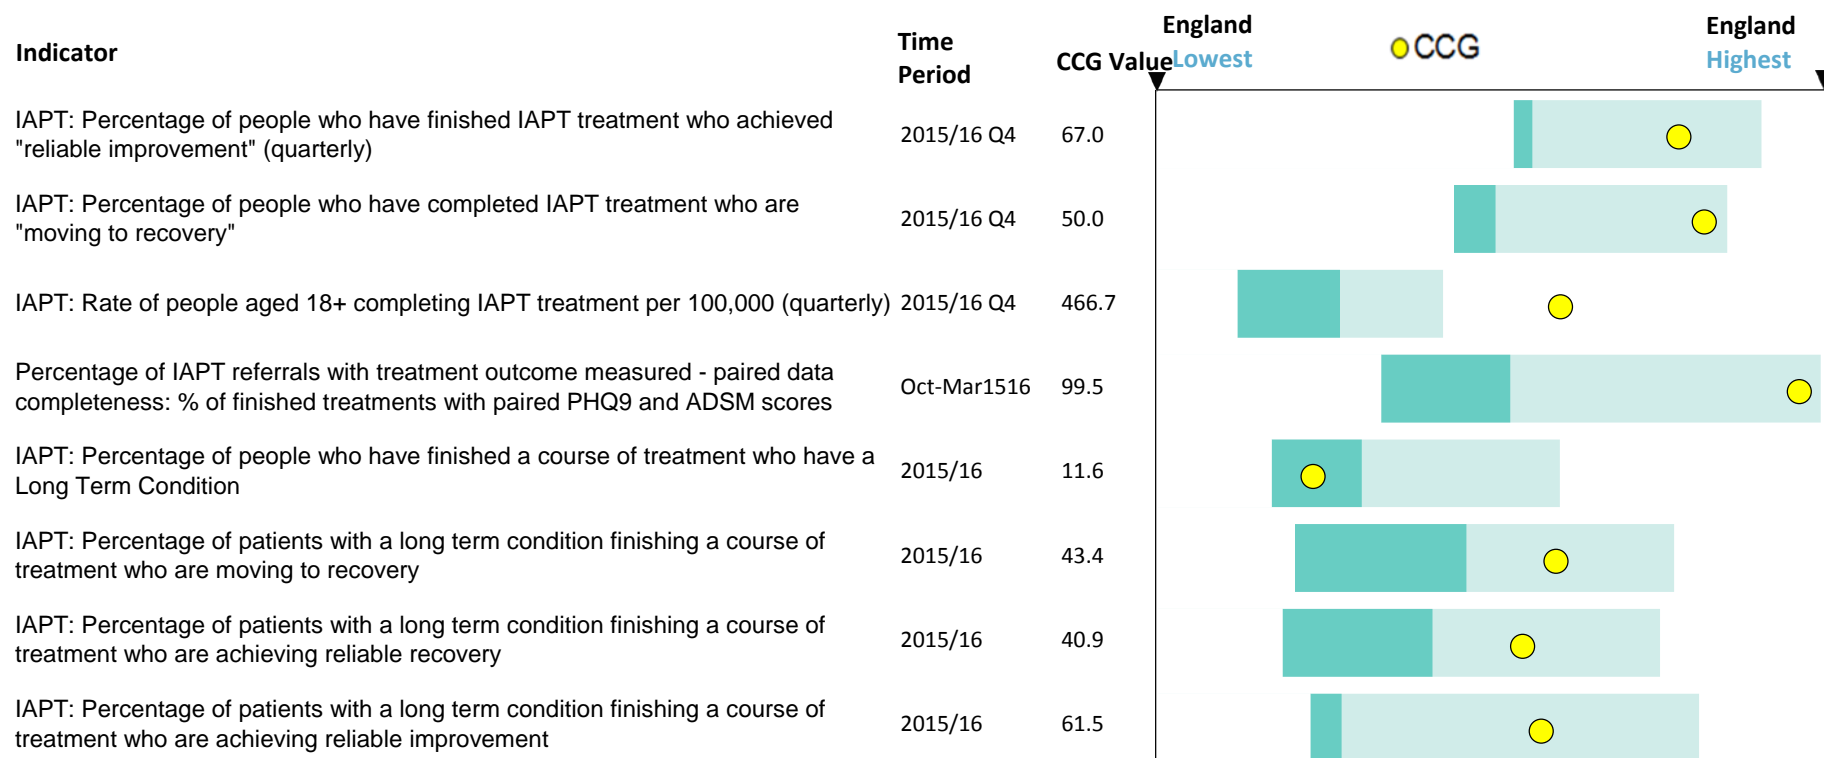 Indicator
Time
Period
CCG Value
England
Lowest
CCG
England
Highest
IAPT: Percentage of people who have finished IAPT treatment who achieved
"reliable improvement" (quarterly)
2015/16 Q4
67.0
IAPT: Percentage of people who have completed IAPT treatment who are
"moving to recovery"
2015/16 Q4
50.0
IAPT: Rate of people aged 18+ completing IAPT treatment per 100,000 (quarterly)
2015/16 Q4
466.7
Percentage of IAPT referrals with treatment outcome measured - paired data
completeness: % of finished treatments with paired PHQ9 and ADSM scores
Oct-Mar1516
99.5
IAPT: Percentage of people who have finished a course of treatment who have a
Long Term Condition
2015/16
11.6
IAPT: Percentage of patients with a long term condition finishing a course of
treatment who are moving to recovery
2015/16
43.4
IAPT: Percentage of patients with a long term condition finishing a course of
treatment who are achieving reliable recovery
2015/16
40.9
IAPT: Percentage of patients with a long term condition finishing a course of
treatment who are achieving reliable improvement
2015/16
61.5